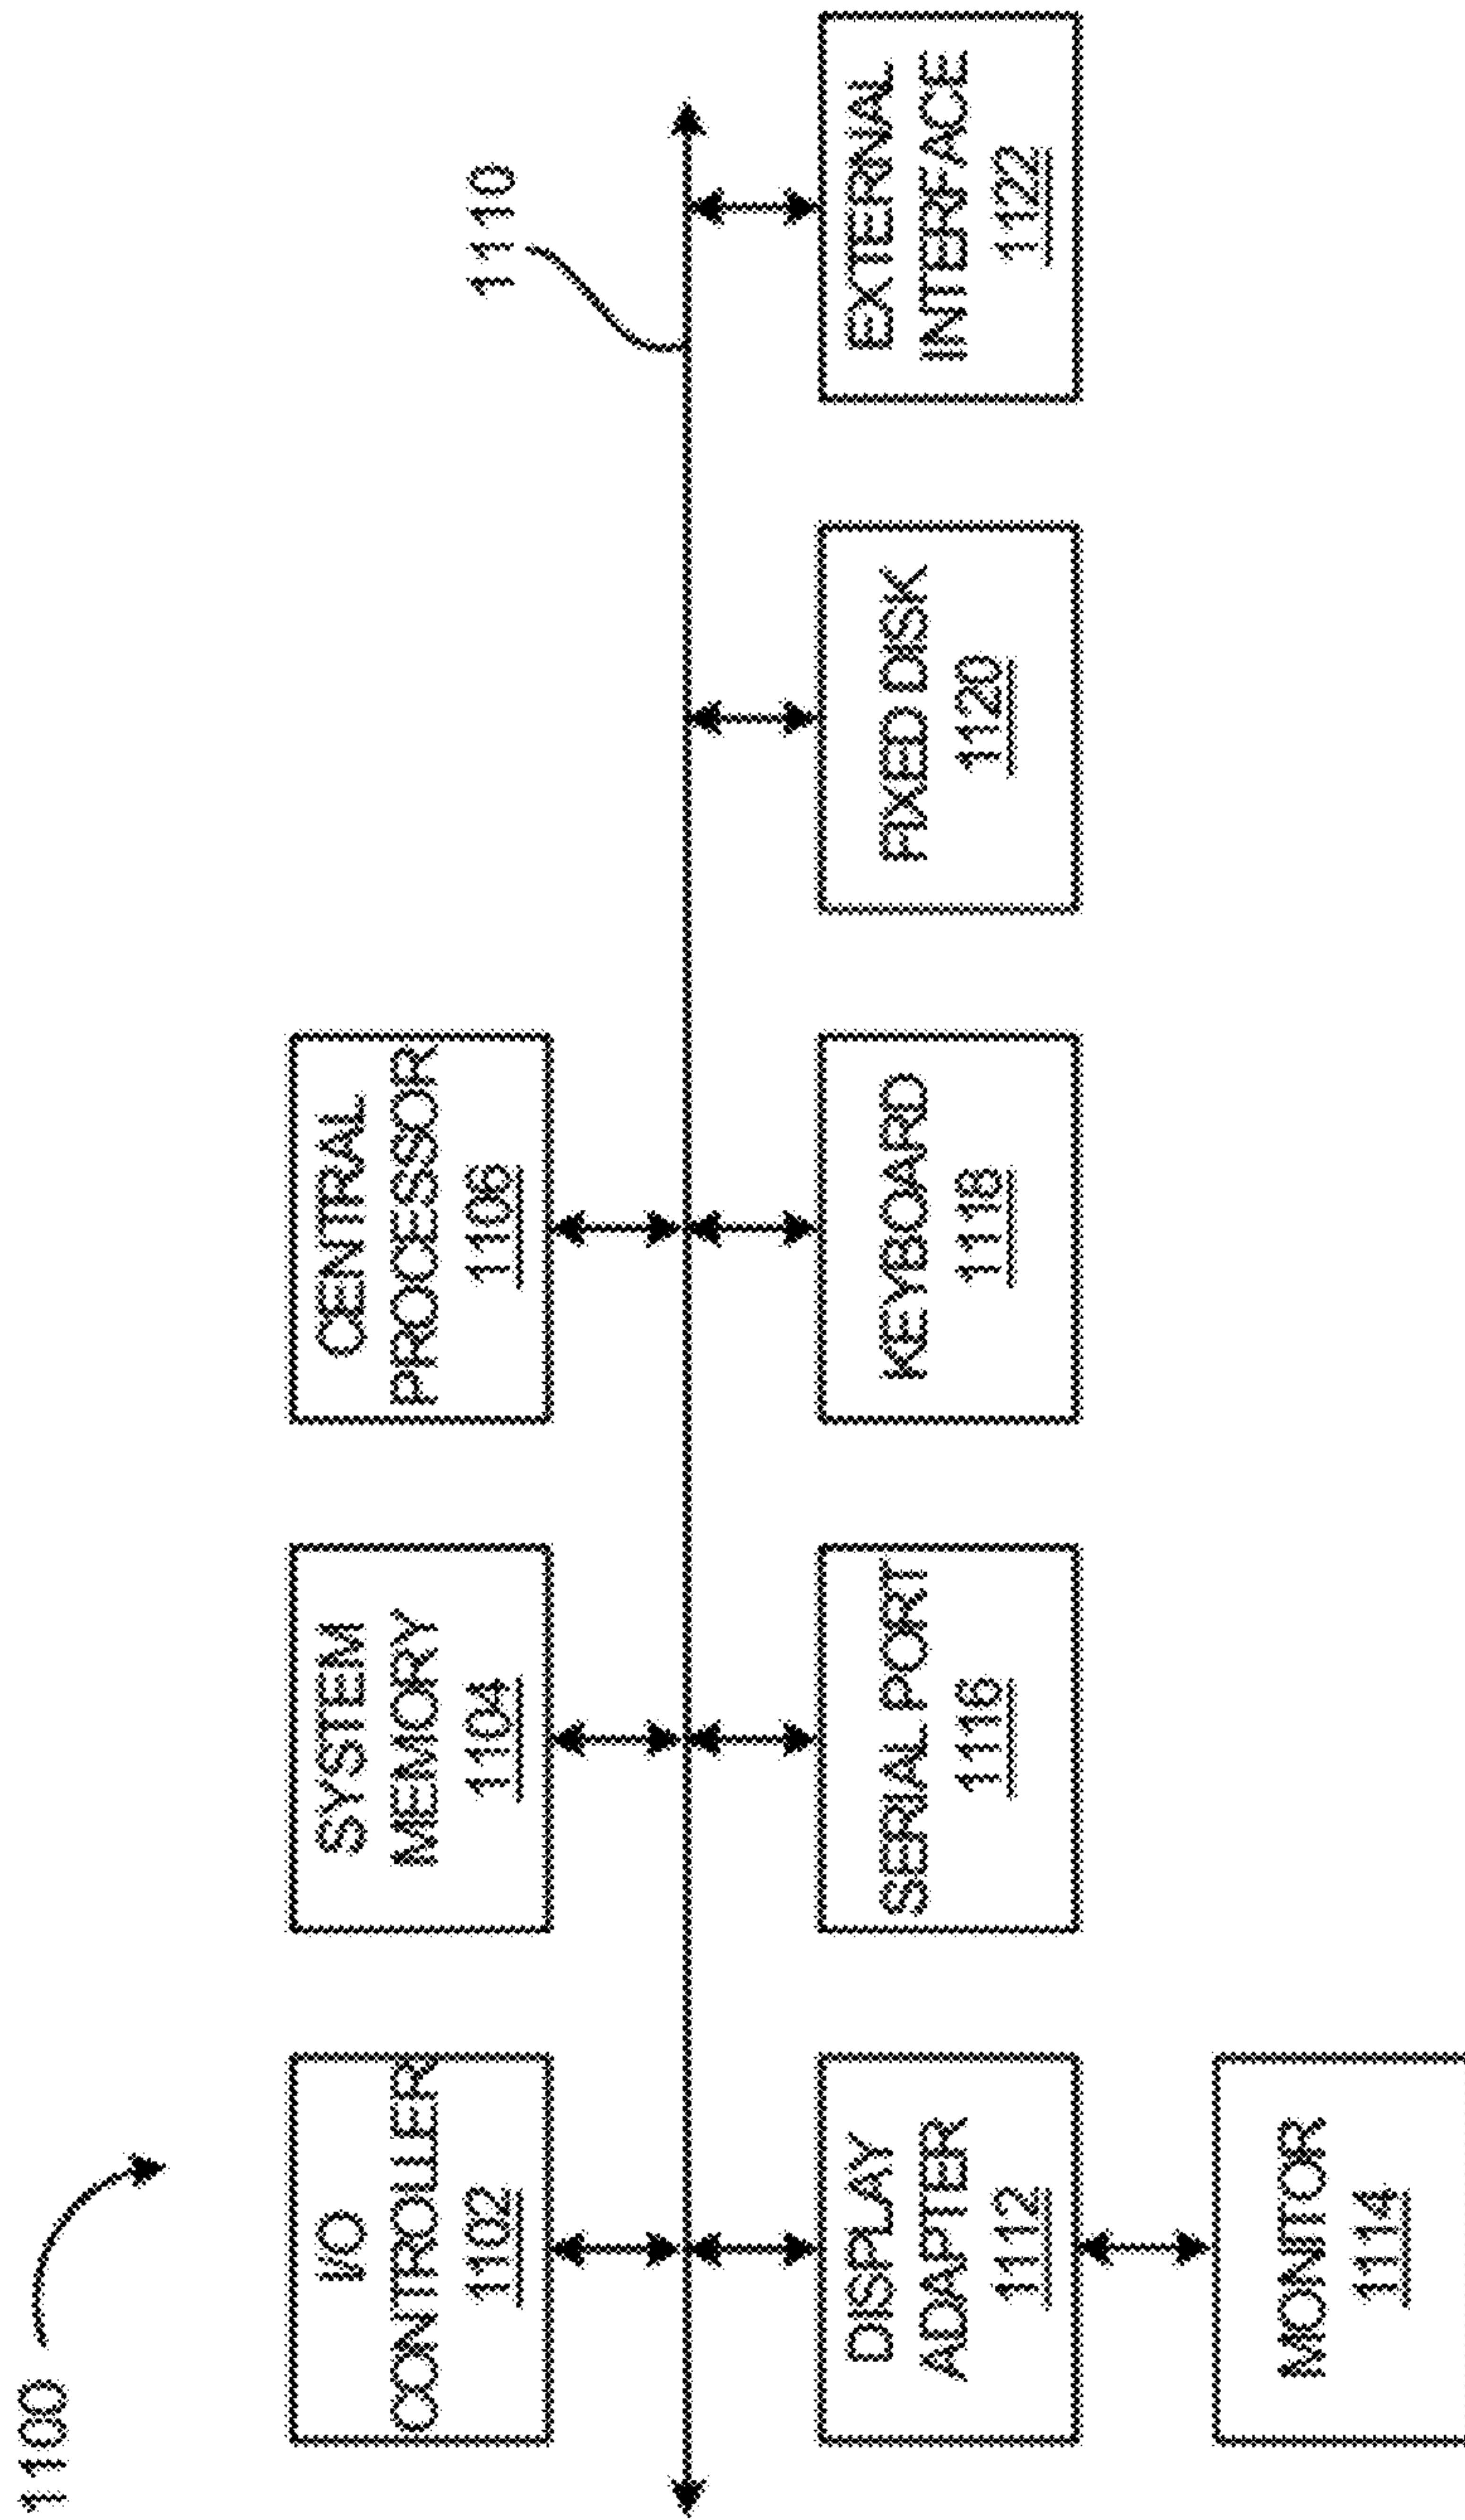 1100
I/O
CONTROLLER
1102
SYSTEM
MEMORY
1104
CENTRAL
PROCESSOR
1106
1110
DISPLAY
ADAPTER
1112
SERIAL PORT
1116
KEYBOARD
1118
FIXED DISK
1120
EXTERNAL
INTERFACE
1122
MONITOR
1114